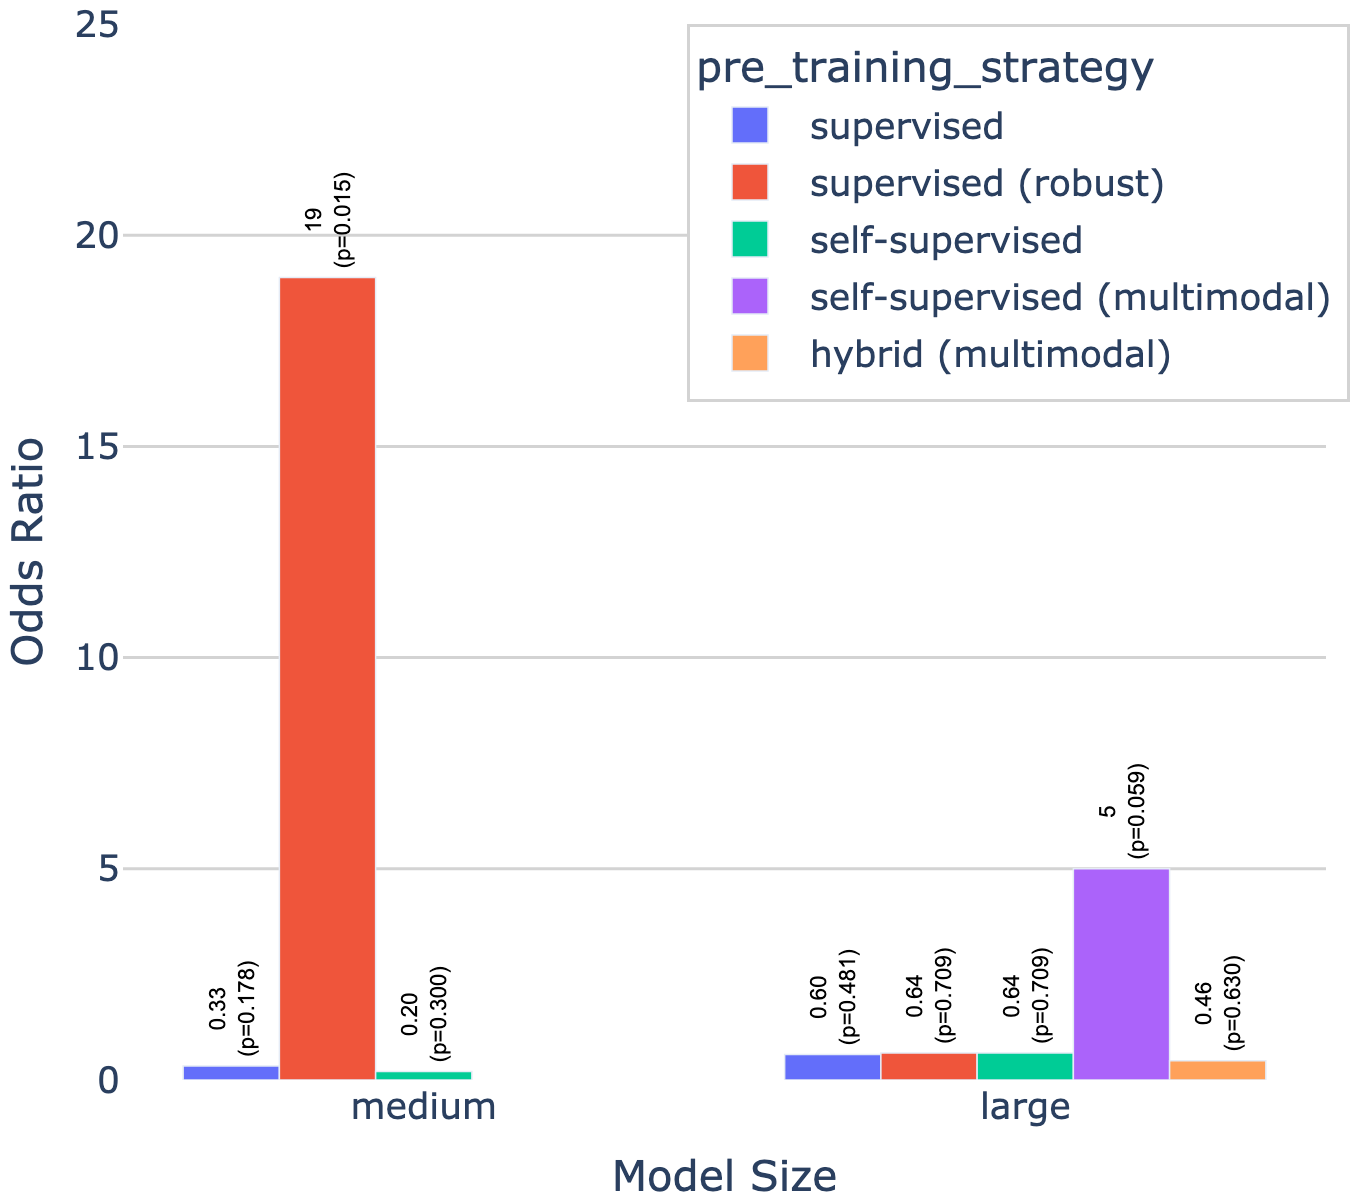 25
20
15
10
5
0
Odds Ratio
pre_training_strategy
supervised
supervised (robust)
self-supervised
self-supervised (multimodal)
hybrid (multimodal)
0.33
(p=0.178)
19
(p=0.015)
0.20
(p=0.300)
0.60
(p=0.481)
0.64
(p=0.709)
0.64
(p=0.709)
5
(p=0.059)
0.46
(p=0.630)
medium
large
Model Size